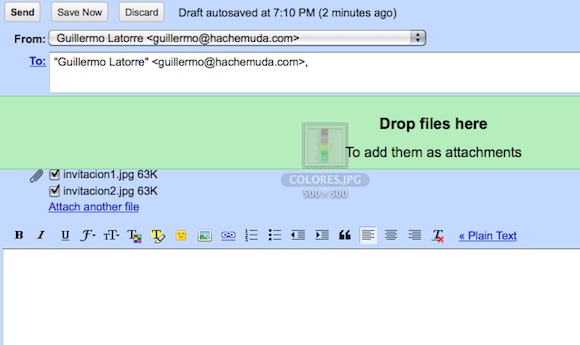 Send Save Now Discard Draft autosaved at 7:10 PM (2 minutes ago)
From: Guillermo Latorre <guillermo@hachemuda.com>
To: "Guillermo Latorre" <guillermo@hachemuda.com>,
Drop files here
To add them as attachments
COLORES.JPG
500 × 500
invitacion1.jpg 63K
invitacion2.jpg 63K
Attach another file
B I U F TT T T « Plain Text